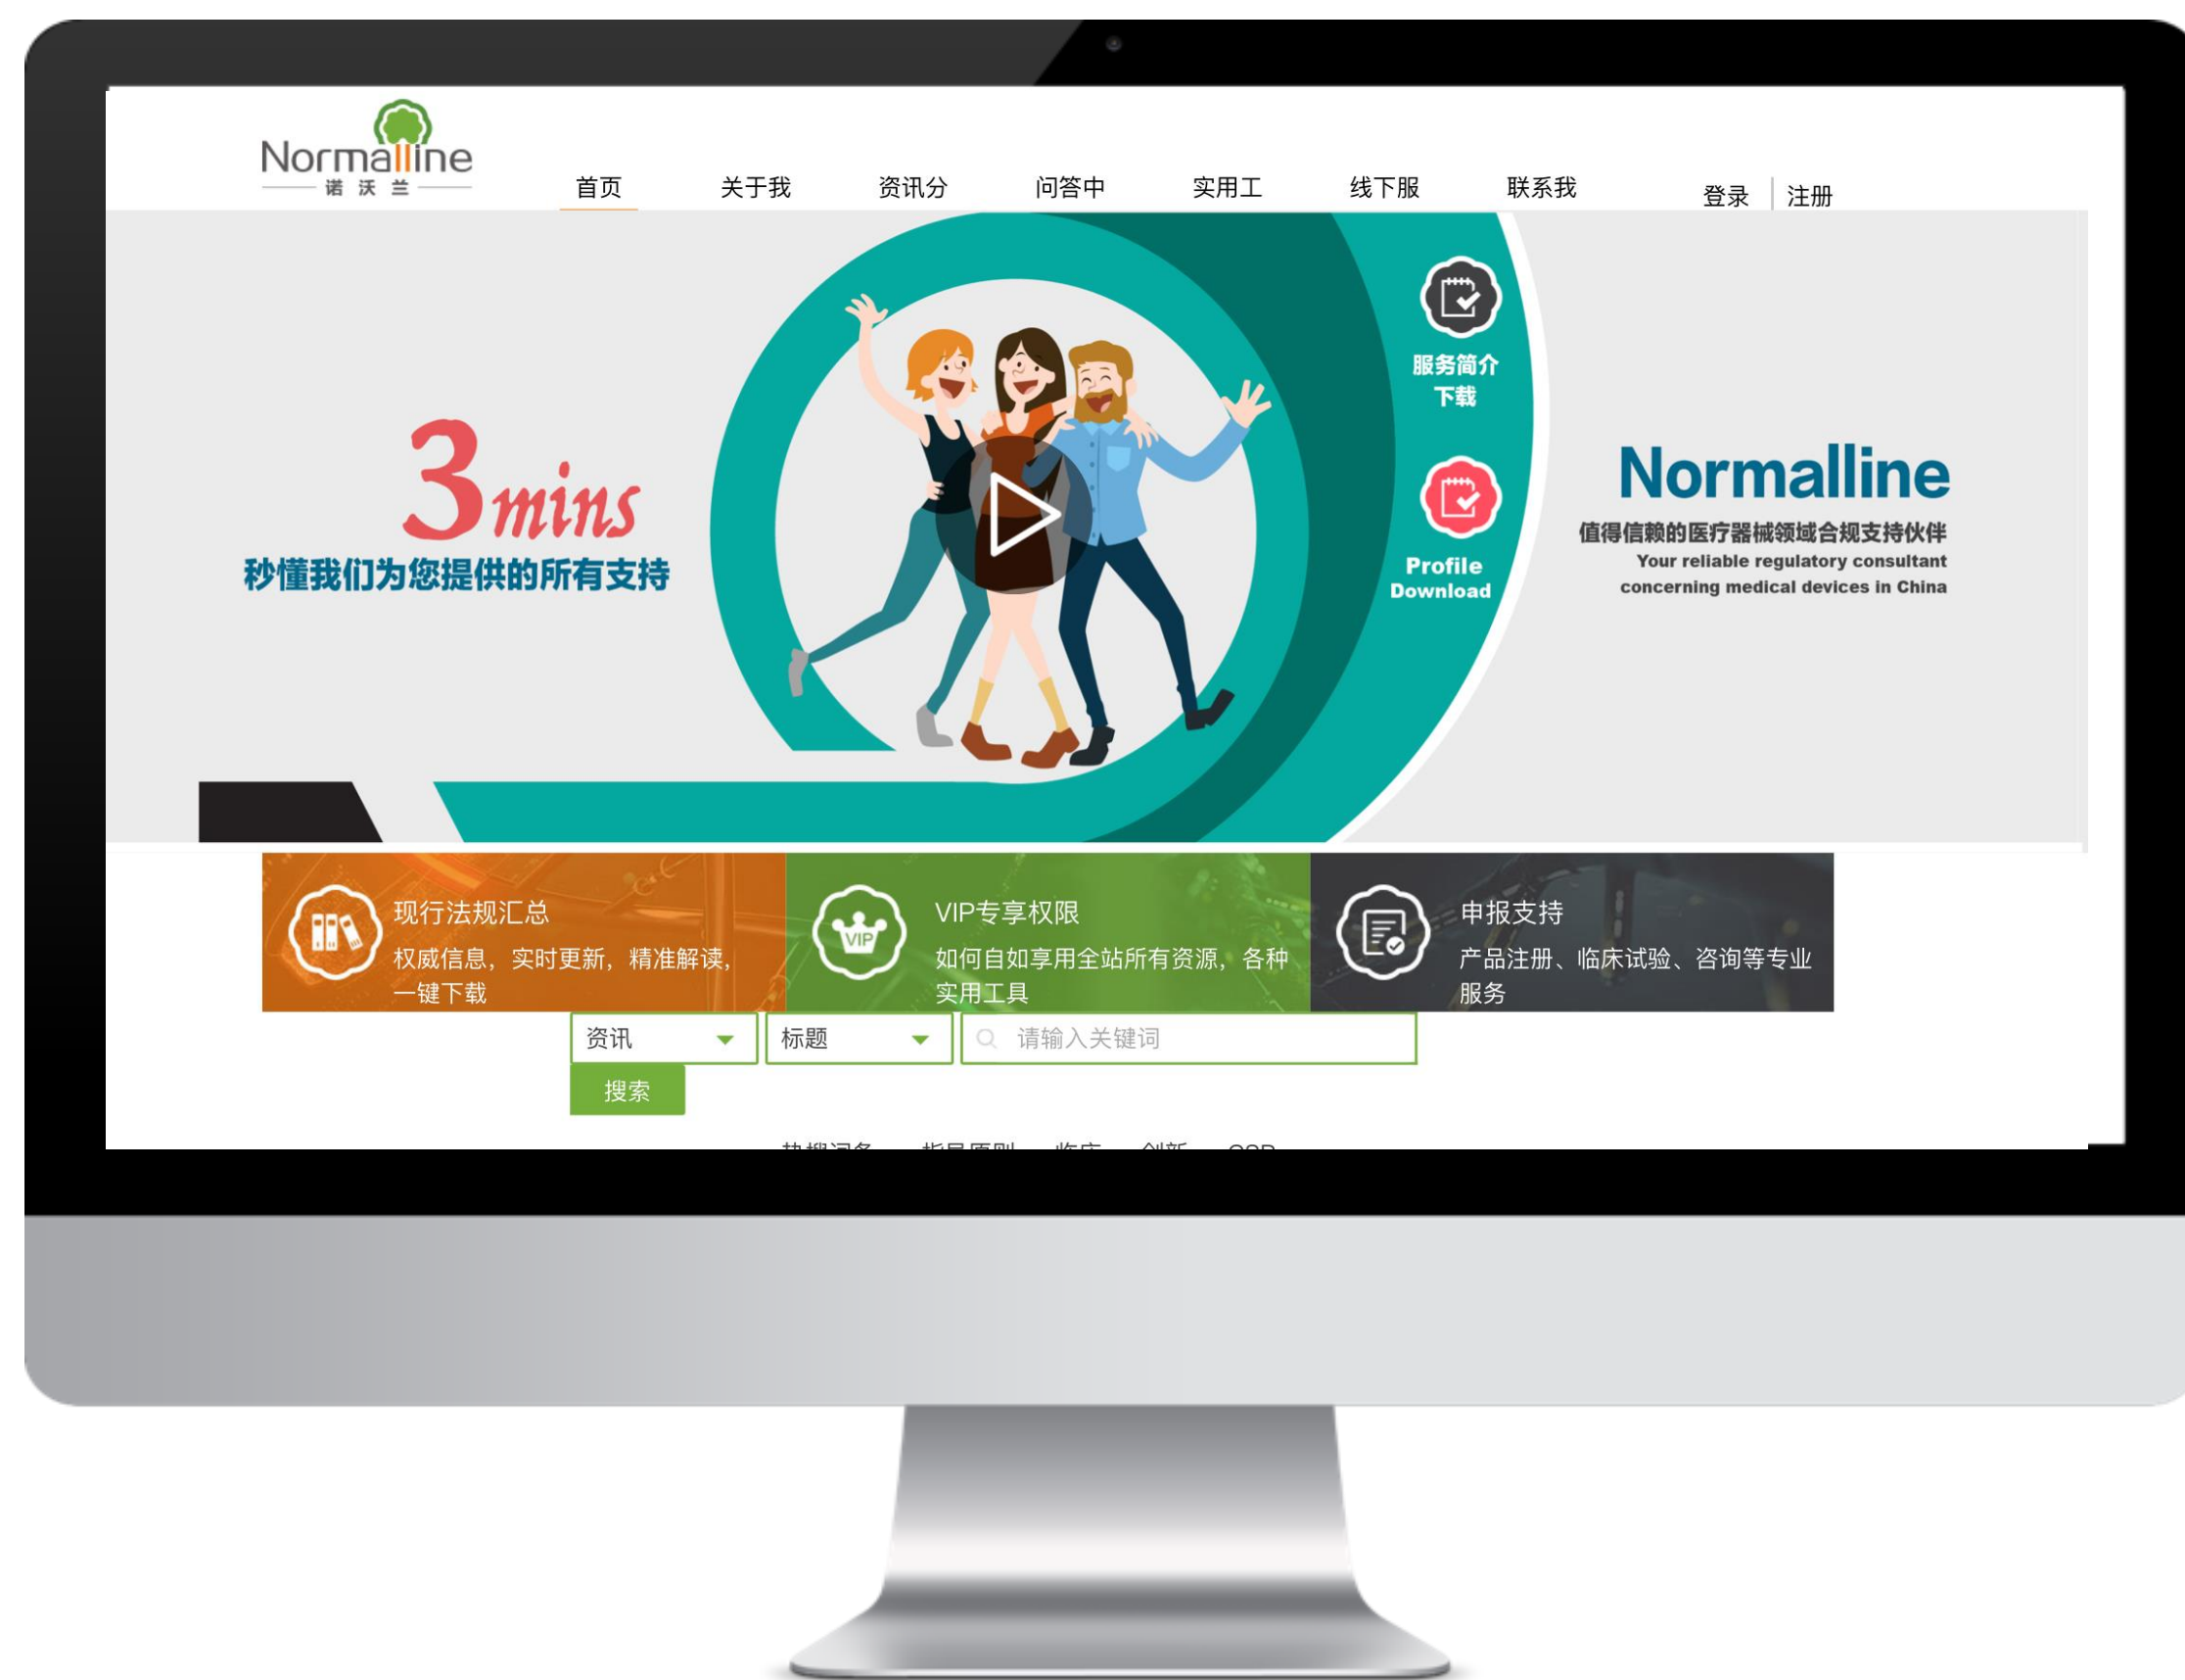 Normalline
诺沃兰
首页 关于我 资讯分 问答中 实用工 线下服 联系我 登录 注册
3mins
秒懂我们为您提供的所有支持
服务简介
下载
Profile
Download
Normalline
值得信赖的医疗器械领域合规支持伙伴
Your reliable regulatory consultant
concerning medical devices in China
现行法规汇总
权威信息，实时更新，精准解读，
一键下载
VIP
VIP专享权限
如何自如享用全站所有资源，各种
实用工具
申报支持
产品注册、临床试验、咨询等专业
服务
资讯 标题 请输入关键词
搜索